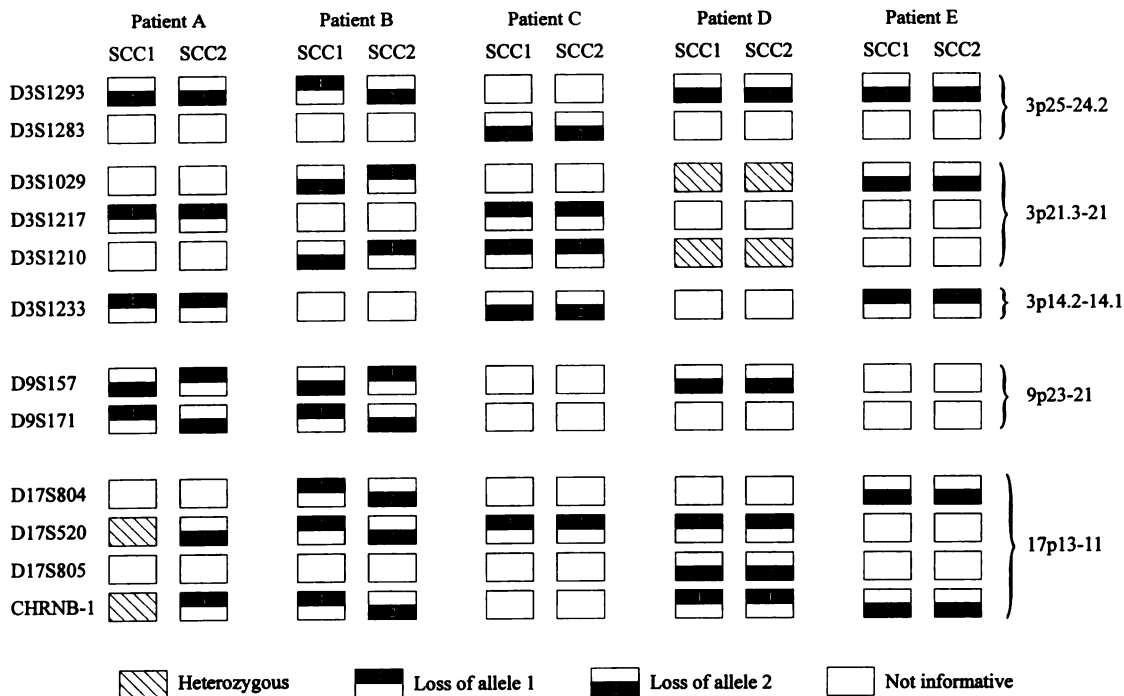 Patient A Patient B Patient C Patient D Patient E
SCC1 SCC2 SCC1 SCC2 SCC1 SCC2 SCC1 SCC2 SCC1 SCC2
D3S1293
3p25-24.2
D3S1283
D3S1029
D3S1217 3p21.3-21
D3S1210
D3S1233 3p14.2-14.1
D9S157
9p23-21
D9S171
D17S804
D17S520
17p13-11
D17S805
CHRNB-1
Heterozygous Loss of allele 1 Loss of allele 2 Not informative